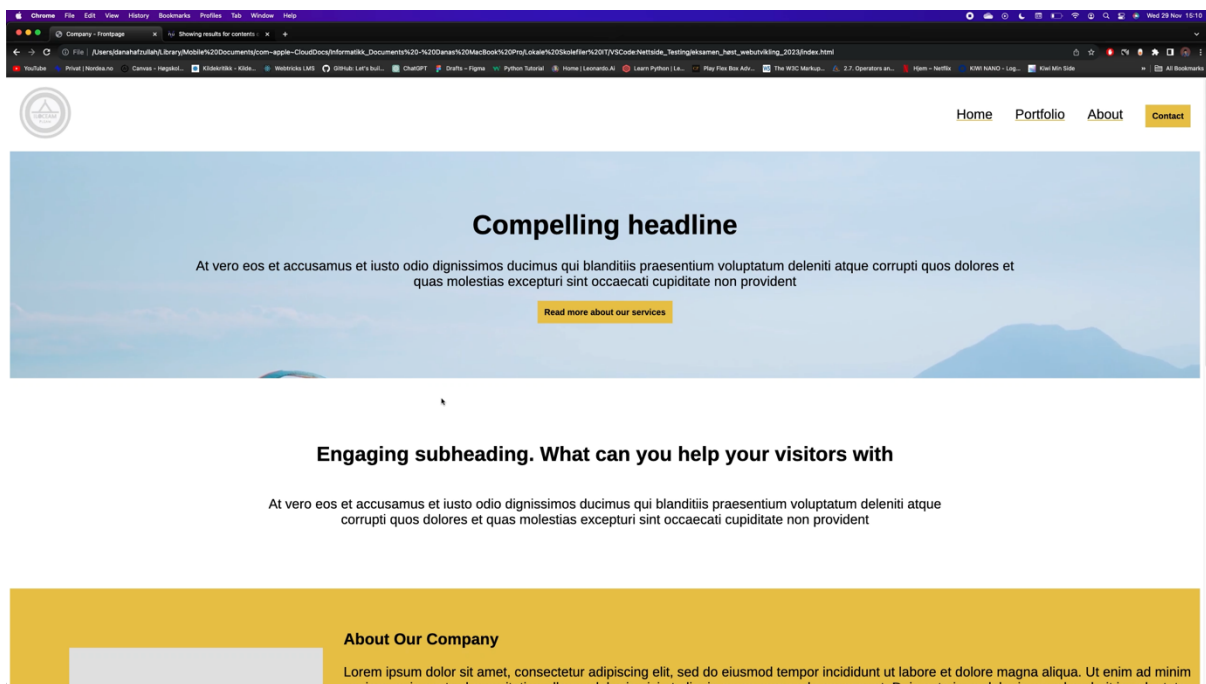 Chrome File Edit View History Bookmarks Profiles Tab Window Help
Wed 29 Nov 15:10
Company - Frontpage
Showing results for contents
File | /Users/danahafzullah/Library/Mobile%20Documents/com~apple~CloudDocs/Informatikk_Documents%20-%20Danas%20MacBook%20Pro/Lokale%20Skolefiler%20IT/VSCode:Nettside_Testing/eksamen_høst_webutvikling_2023/index.html
YouTube Privat | Nordea.no Canvas – Høgskol... Kildekritikk - Kilde... Webtricks LMS GitHub: Let's buil... ChatGPT Drafts – Figma Python Tutorial Home | Leonardo.Ai Learn Python | Le... Play Flex Box Adv... The W3C Markup... 2.7. Operators an... Hjem – Netflix KIWI NANO - Log... Kiwi Min Side All Bookmarks
Home Portfolio About Contact
Compelling headline
At vero eos et accusamus et iusto odio dignissimos ducimus qui blanditiis praesentium voluptatum deleniti atque corrupti quos dolores et
quas molestias excepturi sint occaecati cupiditate non provident
Read more about our services
Engaging subheading. What can you help your visitors with
At vero eos et accusamus et iusto odio dignissimos ducimus qui blanditiis praesentium voluptatum deleniti atque
corrupti quos dolores et quas molestias excepturi sint occaecati cupiditate non provident
About Our Company
Lorem ipsum dolor sit amet, consectetur adipiscing elit, sed do eiusmod tempor incididunt ut labore et dolore magna aliqua. Ut enim ad minim